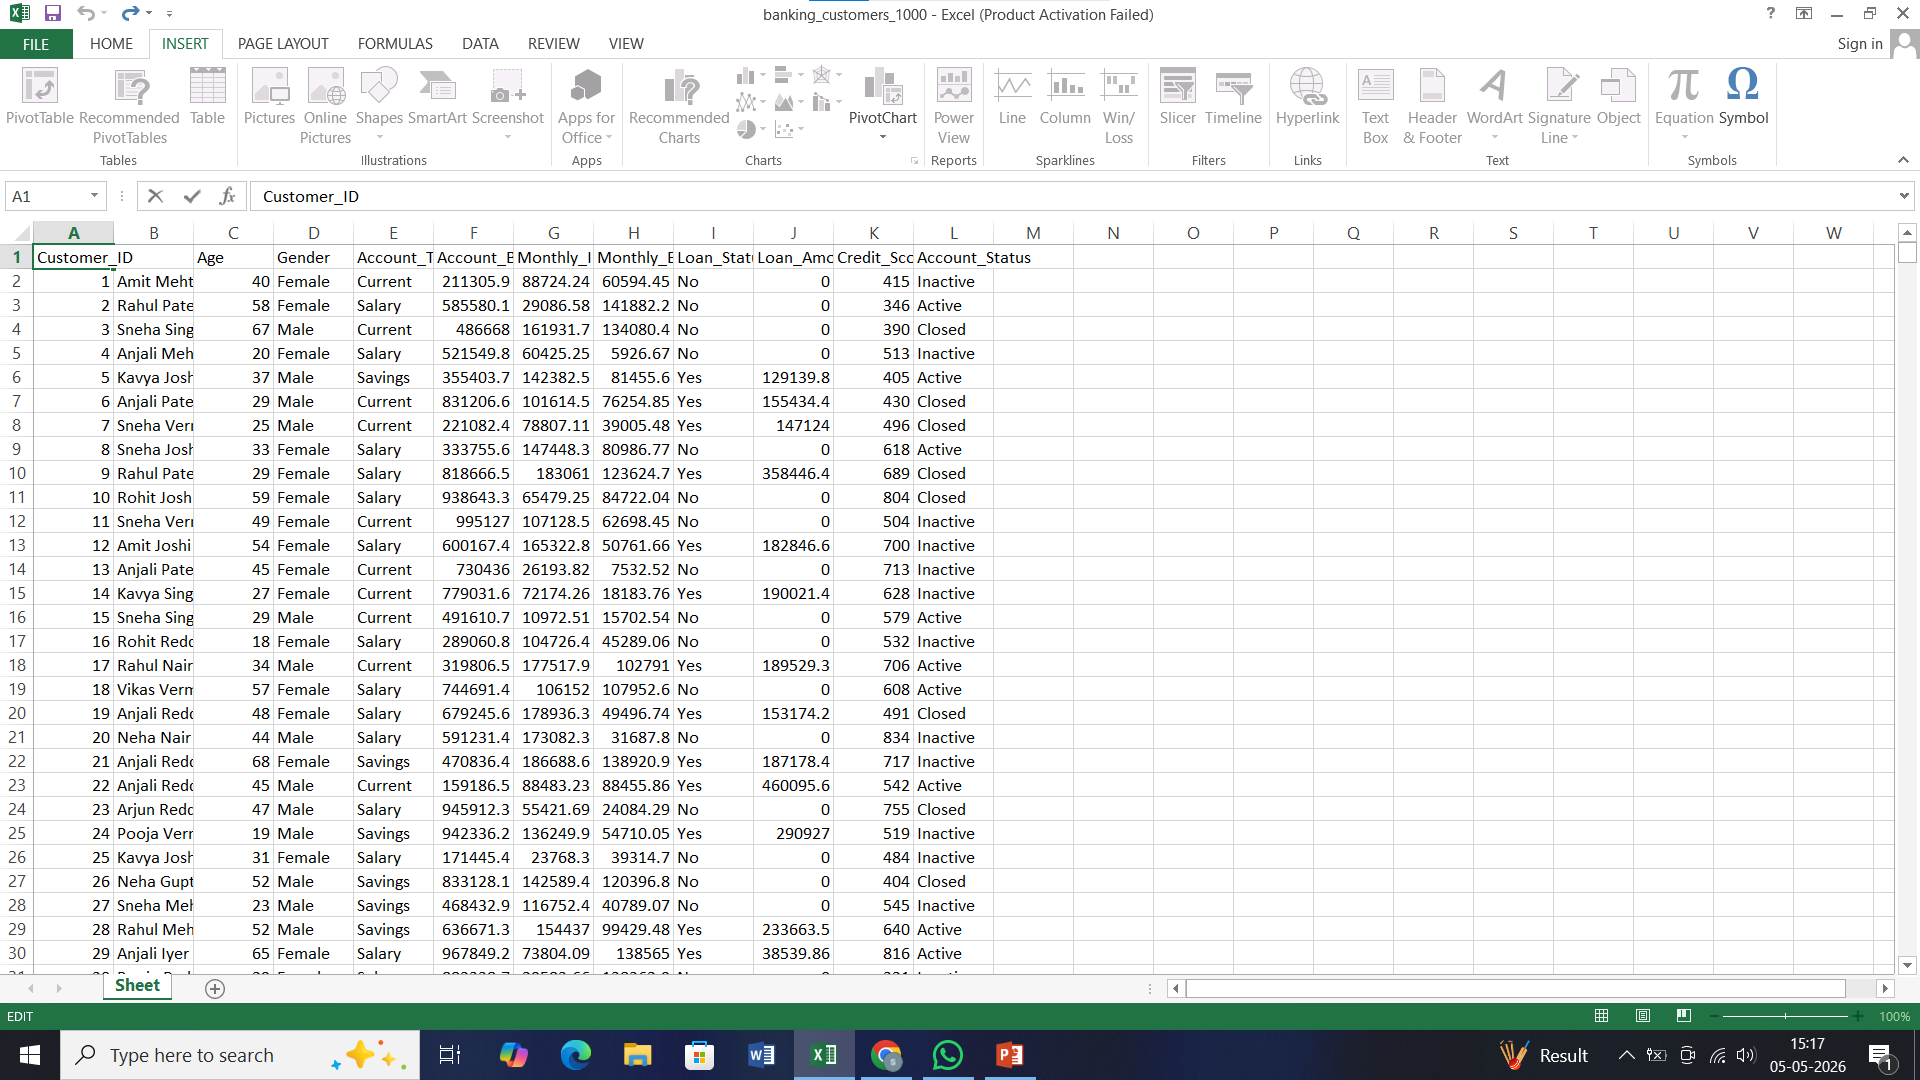 banking_customers_1000 - Excel (Product Activation Failed)
?
FILE HOME INSERT PAGE LAYOUT FORMULAS DATA REVIEW VIEW Sign in
PivotTable Recommended PivotTables Table Pictures Online Pictures Shapes SmartArt Screenshot Apps for Office Recommended Charts PivotChart Power View Line Column Win/Loss Slicer Timeline Hyperlink Text Box Header & Footer WordArt Signature Line Object Equation Symbol
Tables Illustrations Apps Charts Reports Sparklines Filters Links Text Symbols
A1 fx Customer_ID
A B C D E F G H I J K L M N O P Q R S T U V W
1 Customer_ID Age Gender Account_T Account_B Monthly_I Monthly_E Loan_Statu Loan_Amo Credit_Sco Account_Status
2 1 Amit Meht 40 Female Current 211305.9 88724.24 60594.45 No 0 415 Inactive
3 2 Rahul Pate 58 Female Salary 585580.1 29086.58 141882.2 No 0 346 Active
4 3 Sneha Sing 67 Male Current 486668 161931.7 134080.4 No 0 390 Closed
5 4 Anjali Meh 20 Female Salary 521549.8 60425.25 5926.67 No 0 513 Inactive
6 5 Kavya Josh 37 Male Savings 355403.7 142382.5 81455.6 Yes 129139.8 405 Active
7 6 Anjali Pate 29 Male Current 831206.6 101614.5 76254.85 Yes 155434.4 430 Closed
8 7 Sneha Ver 25 Male Current 221082.4 78807.11 39005.48 Yes 147124 496 Closed
9 8 Sneha Josh 33 Female Salary 333755.6 147448.3 80986.77 No 0 618 Active
10 9 Rahul Pate 29 Female Salary 818666.5 183061 123624.7 Yes 358446.4 689 Closed
11 10 Rohit Josh 59 Female Salary 938643.3 65479.25 84722.04 No 0 804 Closed
12 11 Sneha Ver 49 Female Current 995127 107128.5 62698.45 No 0 504 Inactive
13 12 Amit Joshi 54 Female Salary 600167.4 165322.8 50761.66 Yes 182846.6 700 Inactive
14 13 Anjali Pate 45 Female Current 730436 26193.82 7532.52 No 0 713 Inactive
15 14 Kavya Sing 27 Female Current 779031.6 72174.26 18183.76 Yes 190021.4 628 Inactive
16 15 Sneha Sing 29 Male Current 491610.7 10972.51 15702.54 No 0 579 Active
17 16 Rohit Redd 18 Female Salary 289060.8 104726.4 45289.06 No 0 532 Inactive
18 17 Rahul Nair 34 Male Current 319806.5 177517.9 102791 Yes 189529.3 706 Active
19 18 Vikas Verm 57 Female Salary 744691.4 106152 107952.6 No 0 608 Active
20 19 Anjali Redd 48 Female Salary 679245.6 178936.3 49496.74 Yes 153174.2 491 Closed
21 20 Neha Nair 44 Male Salary 591231.4 173082.3 31687.8 No 0 834 Inactive
22 21 Anjali Redd 68 Female Savings 470836.4 186688.6 138920.9 Yes 187178.4 717 Inactive
23 22 Anjali Redd 45 Male Current 159186.5 88483.23 88455.86 Yes 460095.6 542 Active
24 23 Arjun Redd 47 Male Salary 945912.3 55421.69 24084.29 No 0 755 Closed
25 24 Pooja Verr 19 Male Savings 942336.2 136249.9 54710.05 Yes 290927 519 Inactive
26 25 Kavya Josh 31 Female Salary 171445.4 23768.3 39314.7 No 0 484 Inactive
27 26 Neha Gupt 52 Male Savings 833128.1 142589.4 120396.8 No 0 404 Closed
28 27 Sneha Meh 23 Male Savings 468432.9 116752.4 40789.07 No 0 545 Inactive
29 28 Rahul Meh 52 Male Savings 636671.3 154437 99429.48 Yes 233663.5 640 Active
30 29 Anjali Iyer 65 Female Salary 967849.2 73804.09 138565 Yes 38539.86 816 Active
Sheet
EDIT 100%
Type here to search Result 15:17
05-05-2026
1